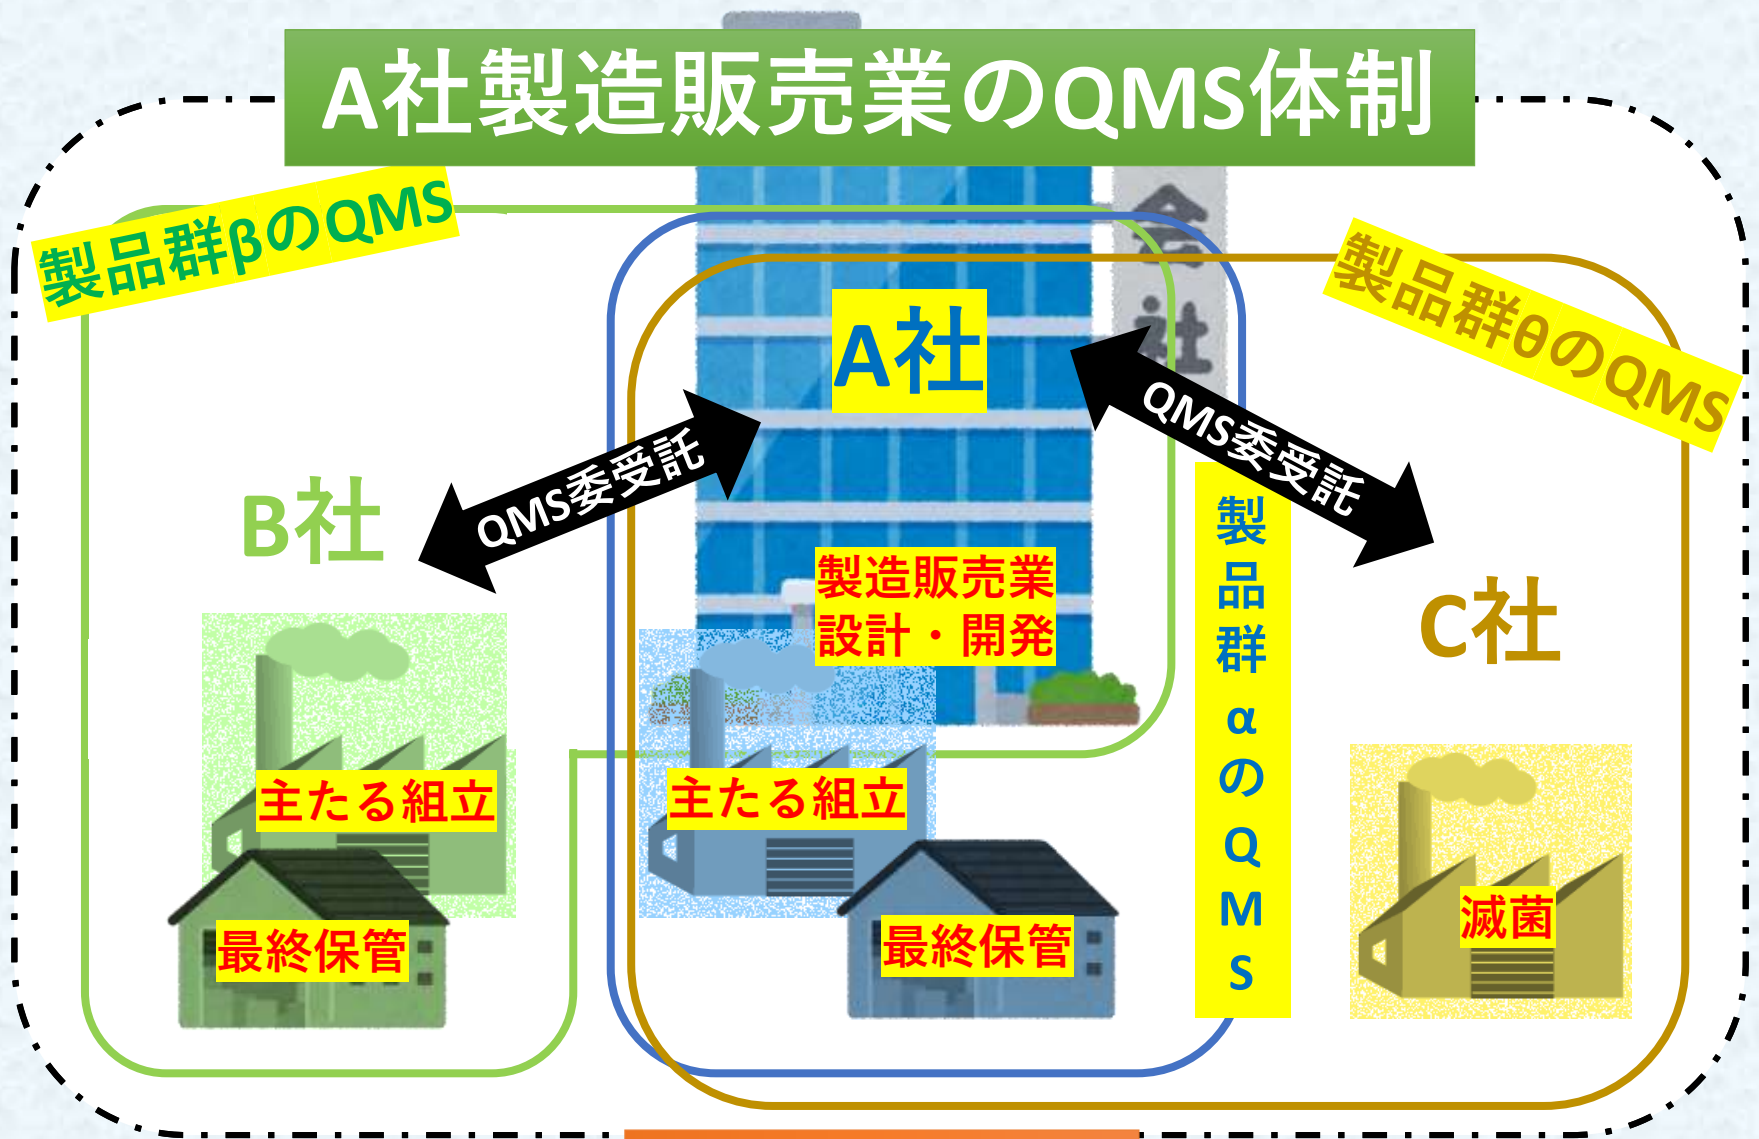 A社製造販売業のQMS体制
製品群βのQMS
会社
製品群θのQMS
A社
QMS委受託
QMS委受託
B社
製造販売業
設計・開発
製品群αのQMS
C社
主たる組立
主たる組立
最終保管
最終保管
滅菌